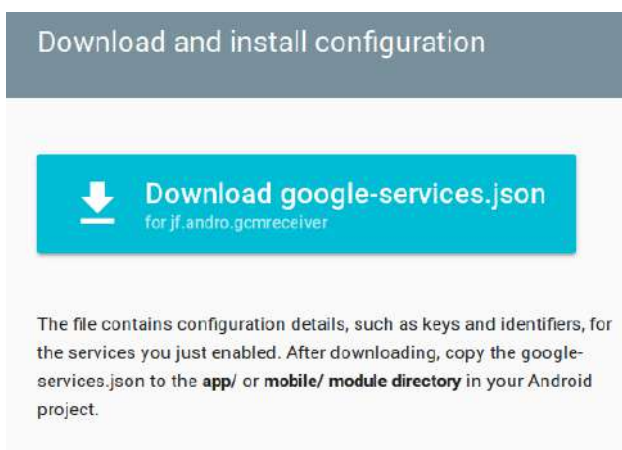 Download and install configuration
Download google-services.json
for jf.andro.gcmreceiver
The file contains configuration details, such as keys and identifiers, for
the services you just enabled. After downloading, copy the google-
services.json to the app/ or mobile/ module directory in your Android
project.